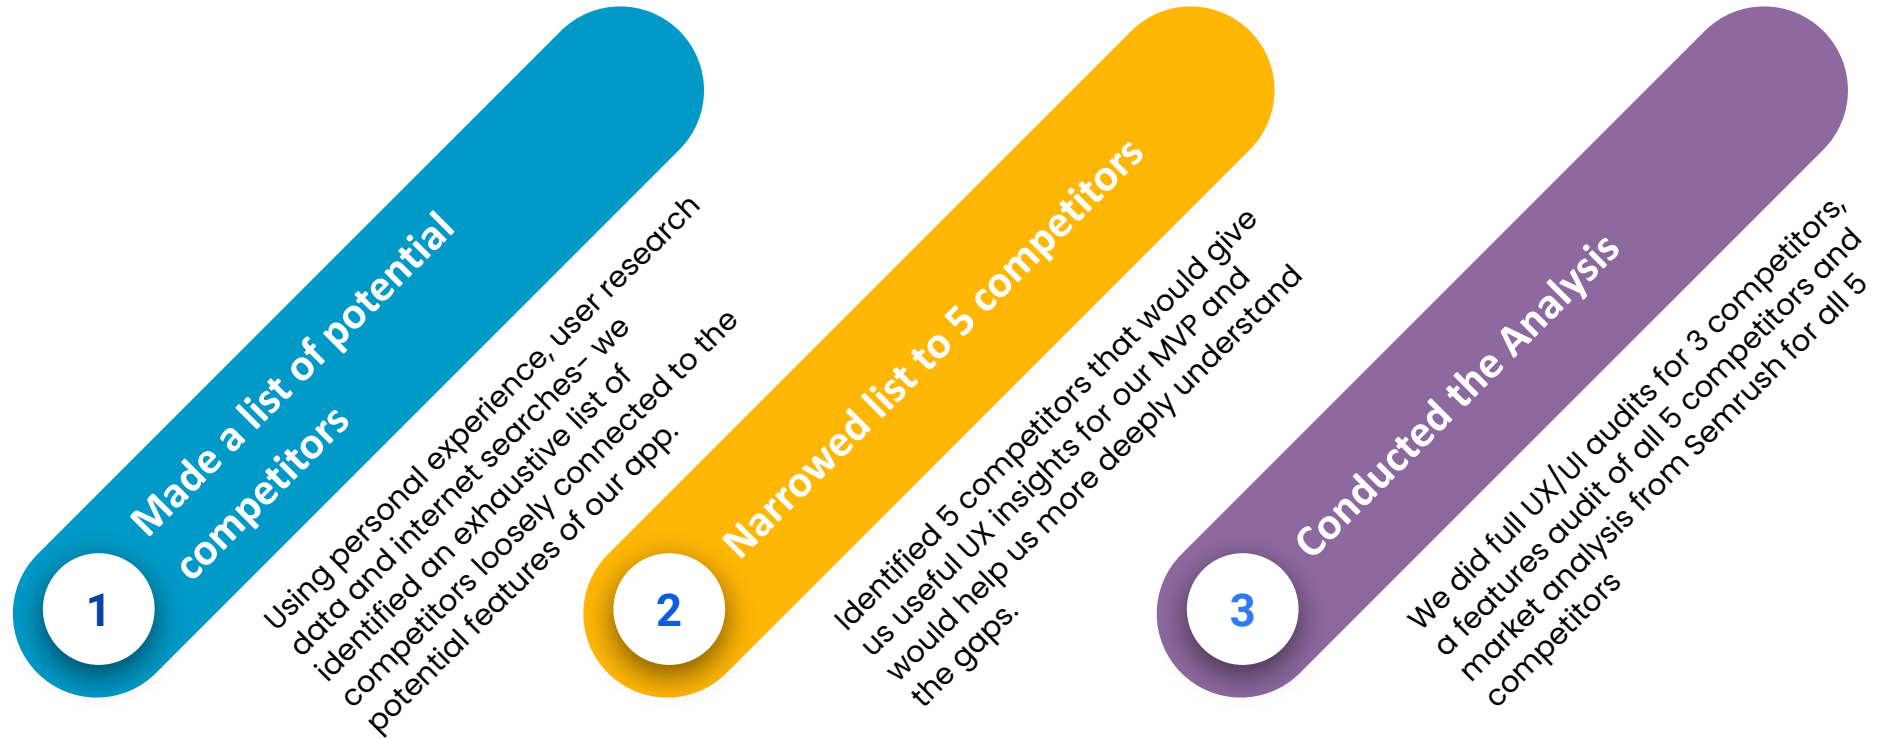 1
Made a list of potential
competitors
Using personal experience, user research
data and internet searches- we
identified an exhaustive list of
competitors loosely connected to the
potential features of our app.
2
Narrowed list to 5 competitors
Identified 5 competitors that would give
us useful UX insights for our MVP and
would help us more deeply understand
the gaps.
3
Conducted the Analysis
We did full UX/UI audits for 3 competitors,
a features audit of all 5 competitors and
market analysis from Semrush for all 5
competitors